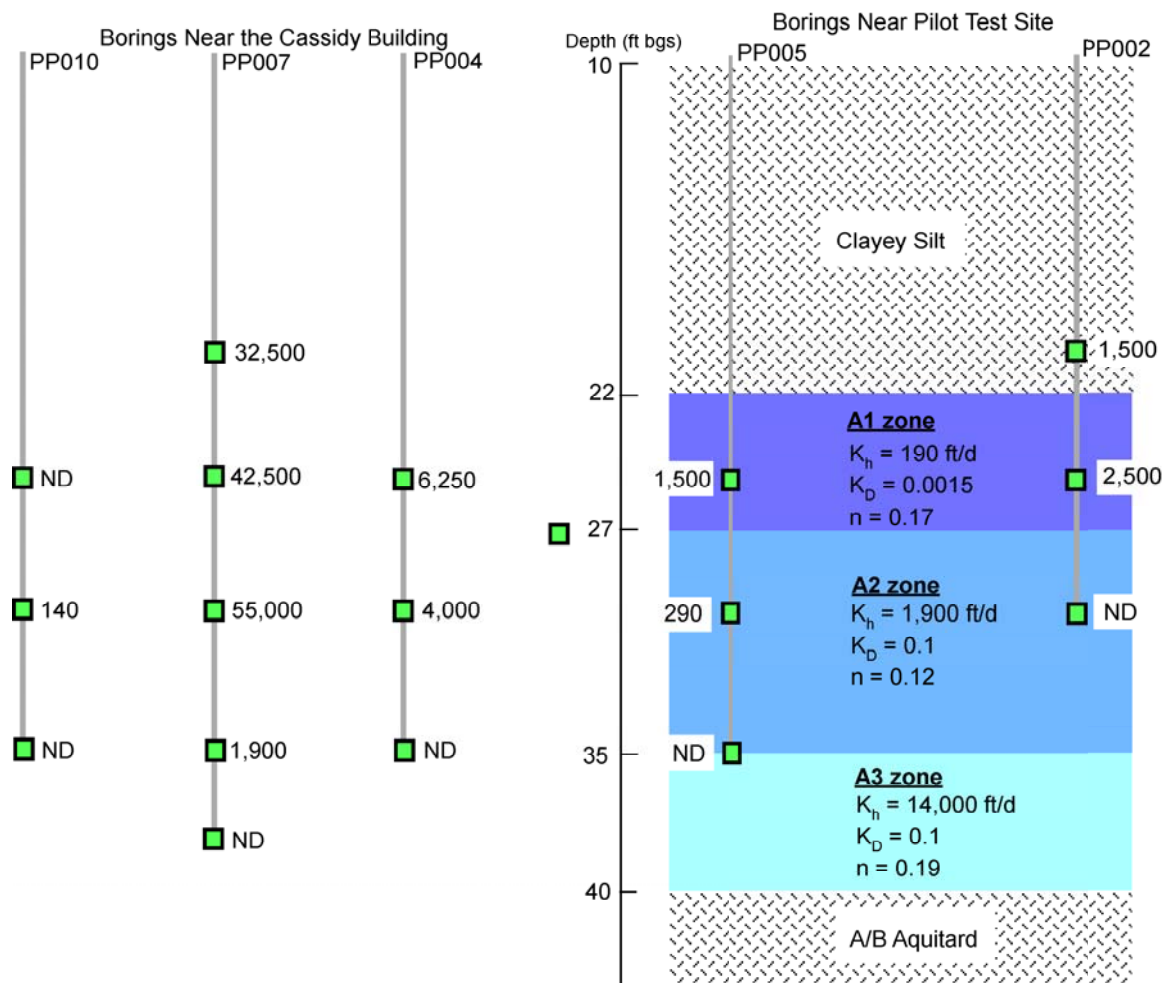 Borings Near the Cassidy Building
PP010
PP007
PP004
32,500
ND
42,500
6,250
140
55,000
4,000
ND
1,900
ND
ND
Depth (ft bgs)
10
22
27
35
40
Borings Near Pilot Test Site
PP005
PP002
Clayey Silt
1,500
A1 zone
Kh = 190 ft/d
KD = 0.0015
n = 0.17
1,500
2,500
A2 zone
Kh = 1,900 ft/d
KD = 0.1
n = 0.12
290
ND
ND
A3 zone
Kh = 14,000 ft/d
KD = 0.1
n = 0.19
A/B Aquitard